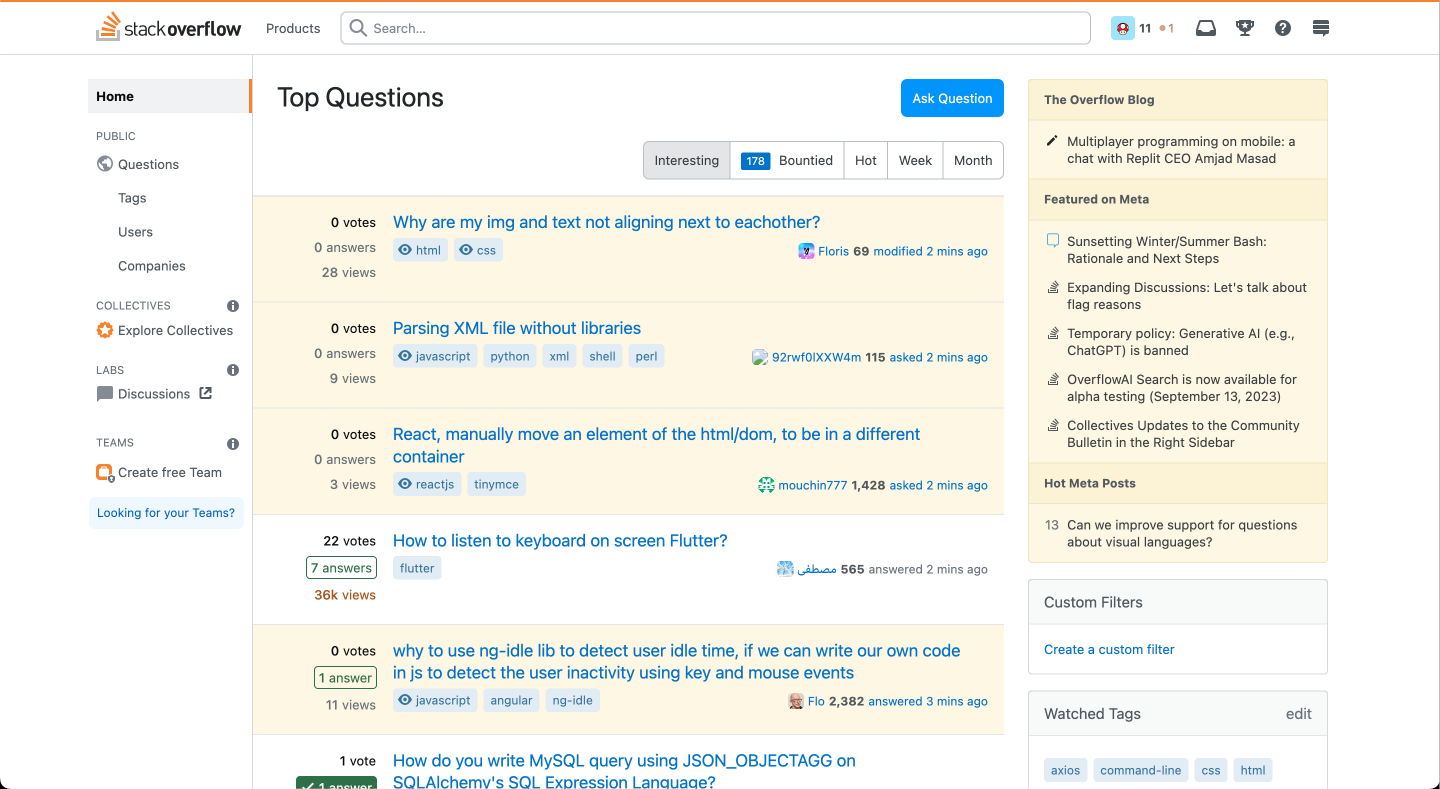 stackoverflow
Products
Search...
11
1
Home
PUBLIC
Questions
Tags
Users
Companies
COLLECTIVES
Explore Collectives
LABS
Discussions
TEAMS
Create free Team
Looking for your Teams?
Top Questions
Ask Question
Interesting
178 Bountied
Hot
Week
Month
0 votes
0 answers
28 views
Why are my img and text not aligning next to eachother?
html css
Floris 69 modified 2 mins ago
0 votes
0 answers
9 views
Parsing XML file without libraries
javascript python xml shell perl
92rwf0lXXW4m 115 asked 2 mins ago
0 votes
0 answers
3 views
React, manually move an element of the html/dom, to be in a different
container
reactjs tinymce
mouchin777 1,428 asked 2 mins ago
22 votes
7 answers
36k views
How to listen to keyboard on screen Flutter?
flutter
مصطفى 565 answered 2 mins ago
0 votes
1 answer
11 views
why to use ng-idle lib to detect user idle time, if we can write our own code
in js to detect the user inactivity using key and mouse events
javascript angular ng-idle
Flo 2,382 answered 3 mins ago
1 vote
1 answer
How do you write MySQL query using JSON_OBJECTAGG on
SQLAlchemy's SQL Expression Language?
The Overflow Blog
Multiplayer programming on mobile: a
chat with Replit CEO Amjad Masad
Featured on Meta
Sunsetting Winter/Summer Bash:
Rationale and Next Steps
Expanding Discussions: Let's talk about
flag reasons
Temporary policy: Generative AI (e.g.,
ChatGPT) is banned
OverflowAI Search is now available for
alpha testing (September 13, 2023)
Collectives Updates to the Community
Bulletin in the Right Sidebar
Hot Meta Posts
13 Can we improve support for questions
about visual languages?
Custom Filters
Create a custom filter
Watched Tags
edit
axios command-line css html